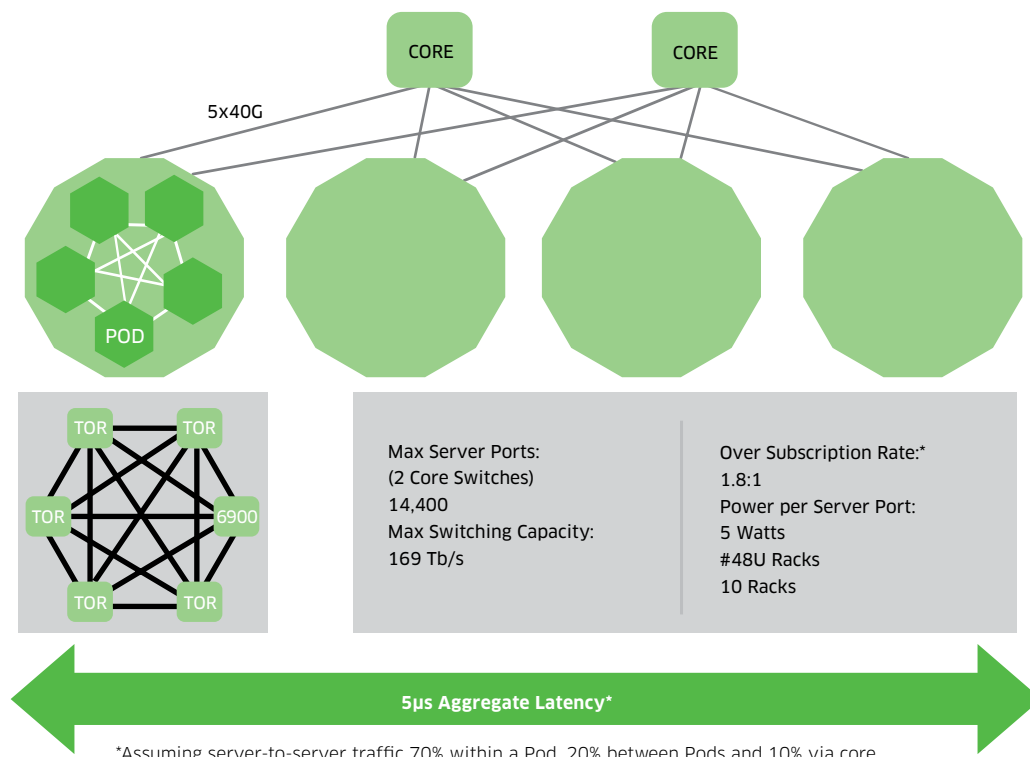 CORE
CORE
5x40G
POD
TOR
TOR
TOR
6900
TOR
TOR
Max Server Ports:
(2 Core Switches)
14,400
Max Switching Capacity:
169 Tb/s
Over Subscription Rate:*
1.8:1
Power per Server Port:
5 Watts
#48U Racks
10 Racks
5µs Aggregate Latency*
*Assuming server-to-server traffic 70% within a Pod, 20% between Pods and 10% via core